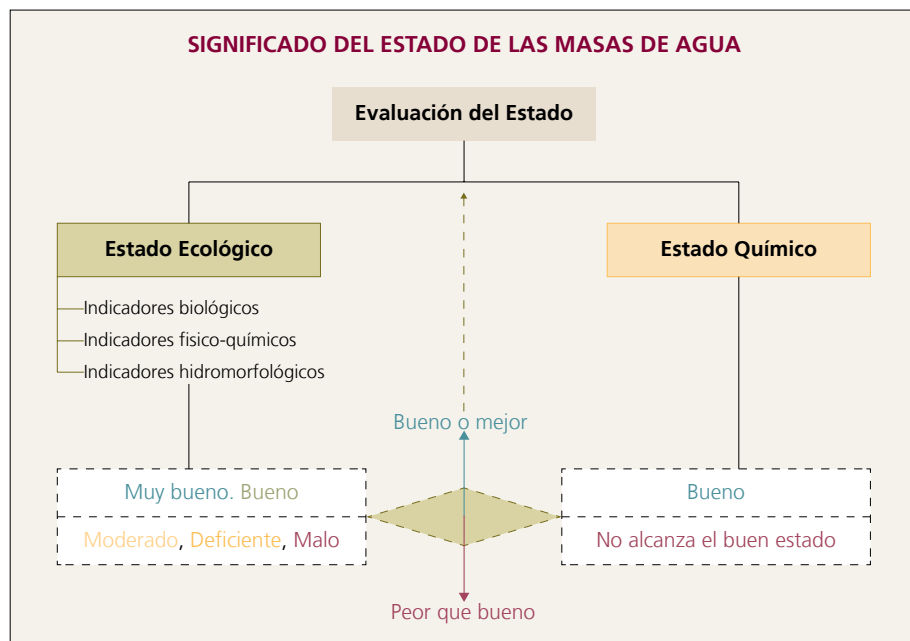 SIGNIFICADO DEL ESTADO DE LAS MASAS DE AGUA
Evaluación del Estado
Estado Ecológico
Estado Químico
Indicadores biológicos
Indicadores fisico-químicos
Indicadores hidromorfológicos
Bueno o mejor
Muy bueno. Bueno
Bueno
Moderado, Deficiente, Malo
No alcanza el buen estado
Peor que bueno